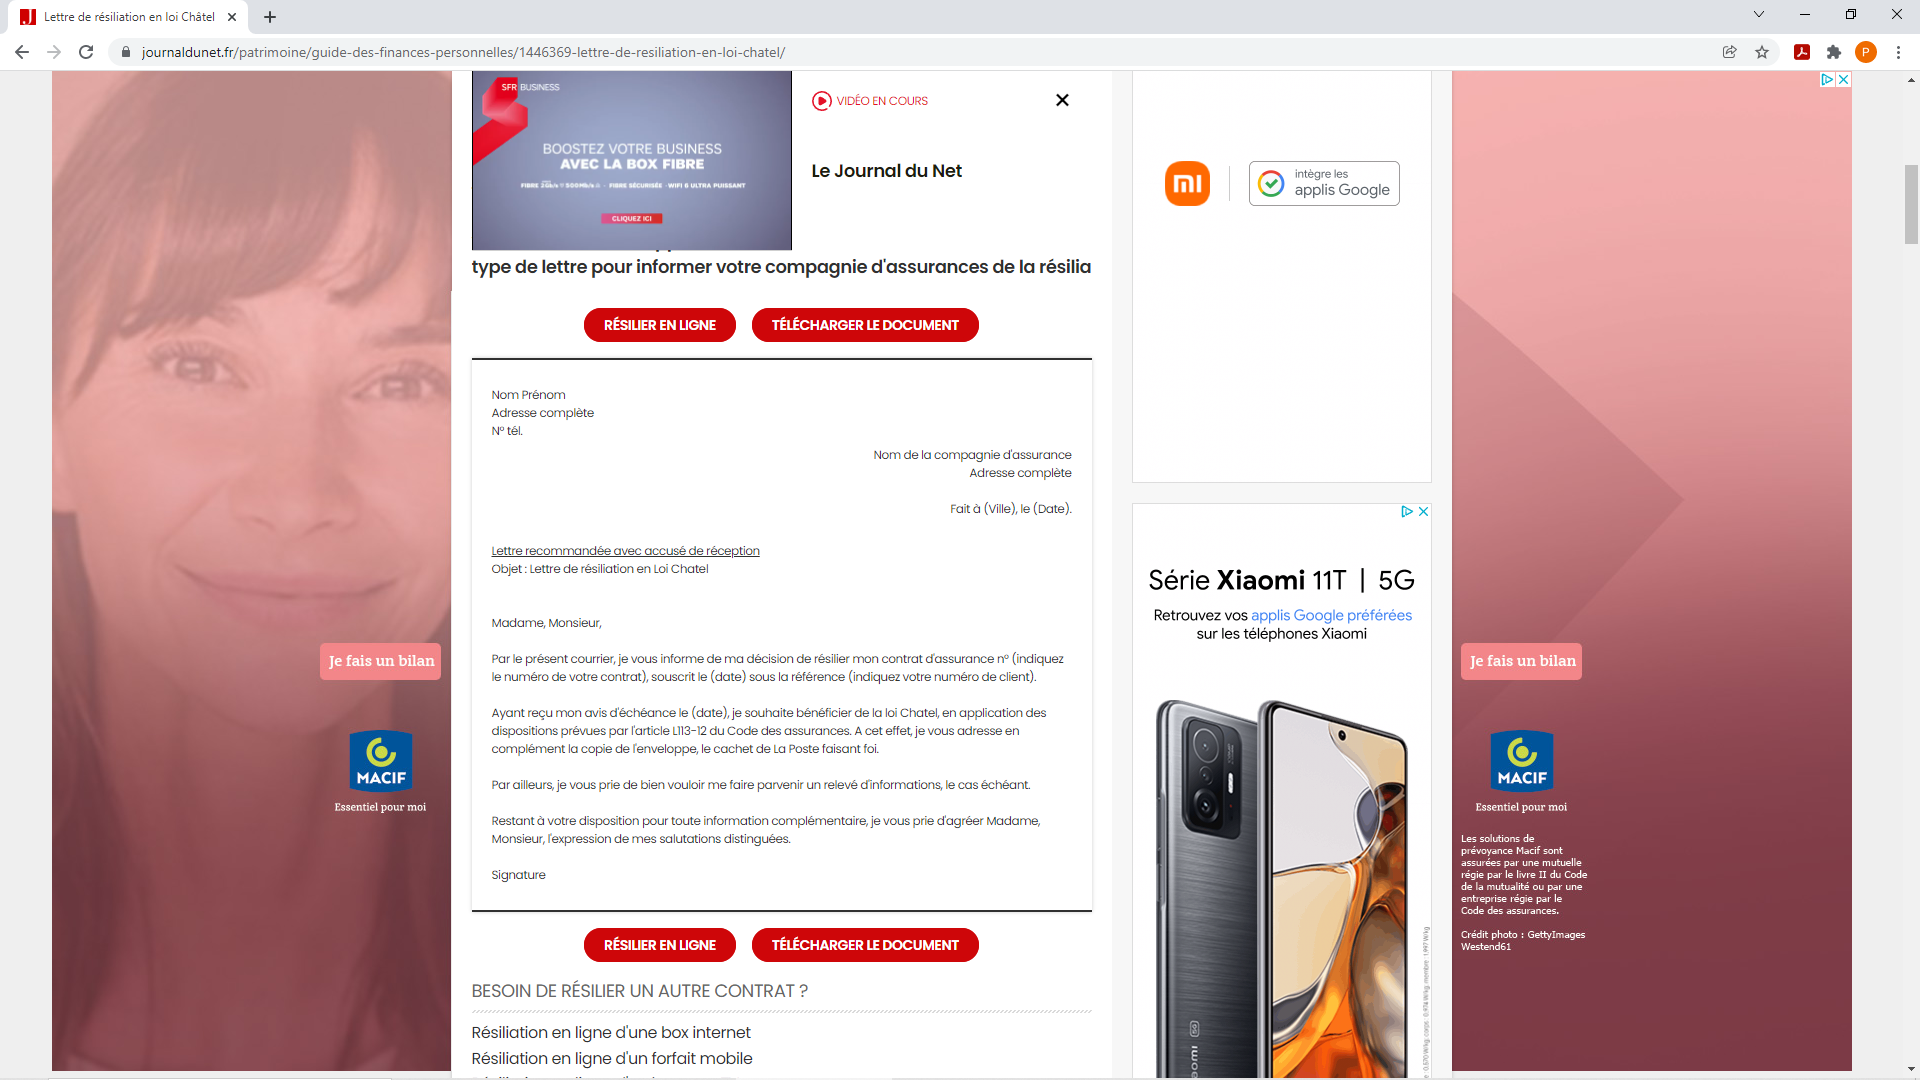 Lettre de résiliation en loi Châtel
journaldunet.fr/patrimoine/guide-des-finances-personnelles/1446369-lettre-de-resiliation-en-loi-chatel/
P
SFR BUSINESS
BOOSTEZ VOTRE BUSINESS
AVEC LA BOX FIBRE
CLIQUEZ ICI
VIDÉO EN COURS
Le Journal du Net
type de lettre pour informer votre compagnie d'assurances de la résilia
RÉSILIER EN LIGNE
TÉLÉCHARGER LE DOCUMENT
Nom Prénom
Adresse complète
N° tél.
Nom de la compagnie d'assurance
Adresse complète
Fait à (Ville), le (Date).
Lettre recommandée avec accusé de réception
Objet : Lettre de résiliation en Loi Chatel
Madame, Monsieur,
Par le présent courrier, je vous informe de ma décision de résilier mon contrat d'assurance n° (indiquez
le numéro de votre contrat), souscrit le (date) sous la référence (indiquez votre numéro de client).
Ayant reçu mon avis d'échéance le (date), je souhaite bénéficier de la loi Chatel, en application des
dispositions prévues par l'article L113-12 du Code des assurances. A cet effet, je vous adresse en
complément la copie de l'enveloppe, le cachet de La Poste faisant foi.
Par ailleurs, je vous prie de bien vouloir me faire parvenir un relevé d'informations, le cas échéant.
Restant à votre disposition pour toute information complémentaire, je vous prie d'agréer Madame,
Monsieur, l'expression de mes salutations distinguées.
Signature
RÉSILIER EN LIGNE
TÉLÉCHARGER LE DOCUMENT
BESOIN DE RÉSILIER UN AUTRE CONTRAT ?
Résiliation en ligne d'une box internet
Résiliation en ligne d'un forfait mobile
Je fais un bilan
MACIF
Essentiel pour moi
mi
intègre les
applis Google
Série Xiaomi 11T | 5G
Retrouvez vos applis Google préférées
sur les téléphones Xiaomi
xiaomi 5G
Je fais un bilan
MACIF
Essentiel pour moi
Les solutions de
prévoyance Macif sont
assurées par une mutuelle
régie par le livre II du Code
de la mutualité ou par une
entreprise régie par le
Code des assurances.
Crédit photo : GettyImages
Westend61